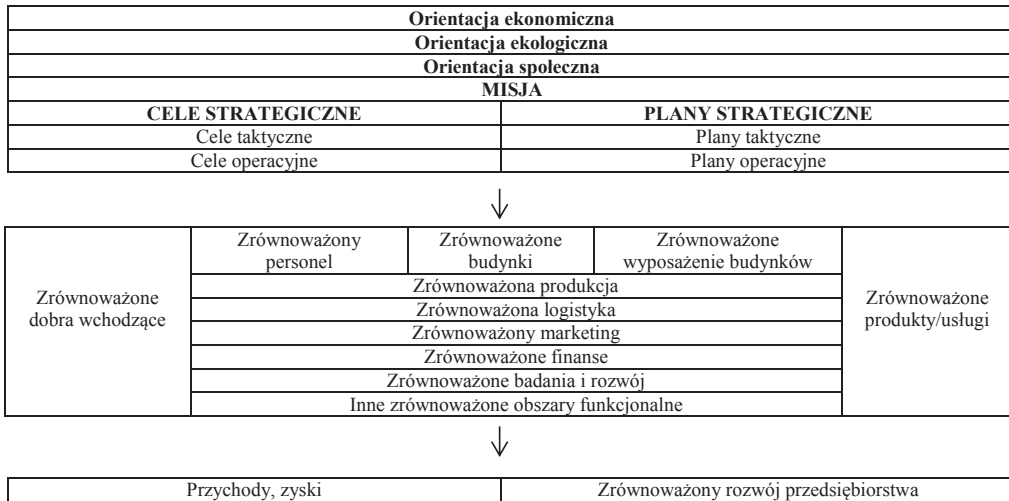 Orientacja ekonomiczna
Orientacja ekologiczna
Orientacja społeczna
MISJA
CELE STRATEGICZNE
PLANY STRATEGICZNE
Cele taktyczne
Plany taktyczne
Cele operacyjne
Plany operacyjne
Zrównoważone
dobra wchodzące
Zrównoważony
personel
Zrównoważone
budynki
Zrównoważone
wyposażenie budynków
Zrównoważona produkcja
Zrównoważona logistyka
Zrównoważony marketing
Zrównoważone finanse
Zrównoważone badania i rozwój
Inne zrównoważone obszary funkcjonalne
Zrównoważone
produkty/usługi
Przychody, zyski
Zrównoważony rozwój przedsiębiorstwa